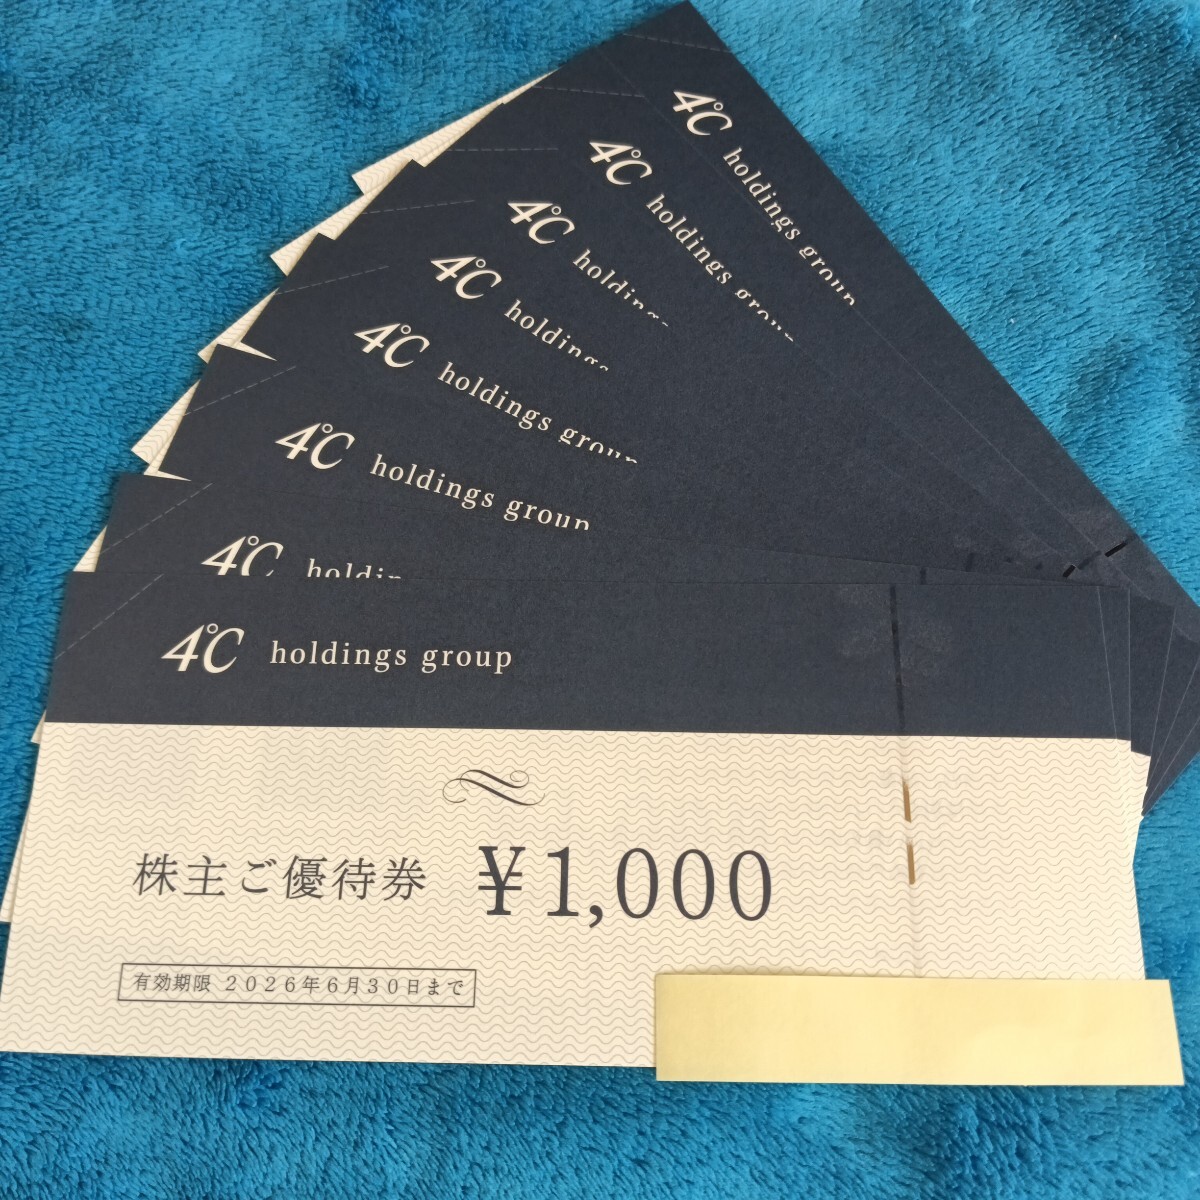 4℃ holdings group
4℃ holdings group
4℃ holdings
4℃ holdings
4℃ holdings group
4℃ holdings group
4℃ holdin
4℃ holdings group
株主ご優待券 ¥1,000
有効期限 2026年6月30日まで